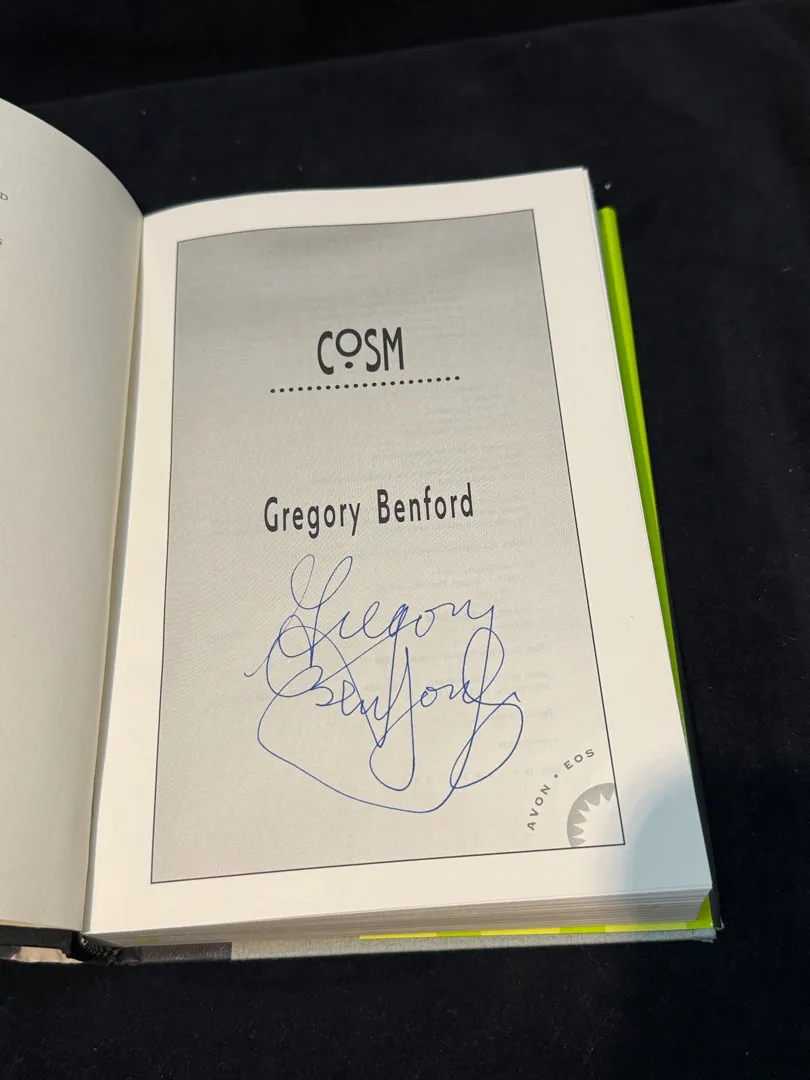 D
S
COSM
Gregory Benford
Gregory
Benford
AVON • EOS